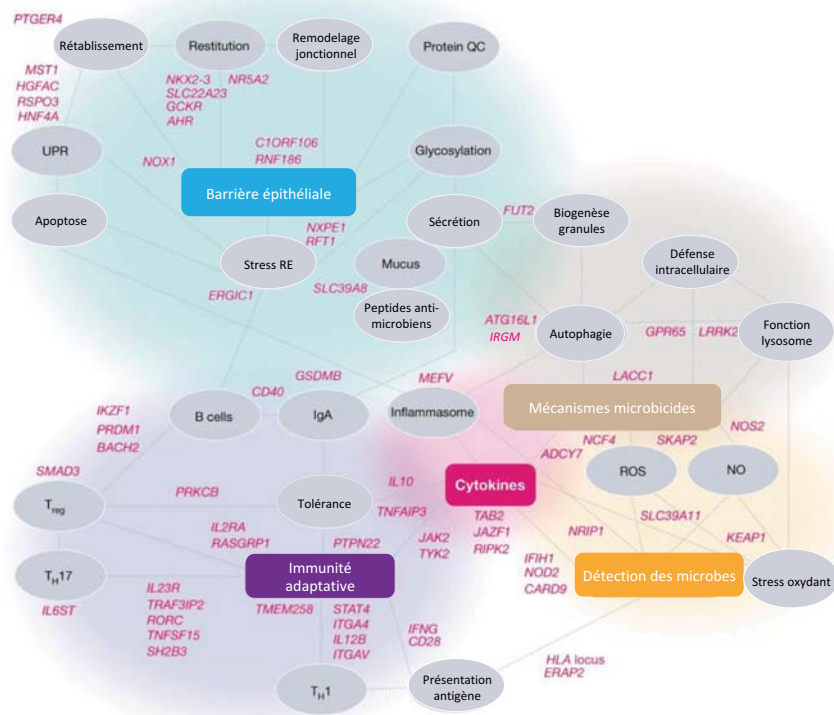 PTGER4
Rétablissement
Restitution
Remodelage
jonctionnel
Protein QC
MST1
HGFAC
RSPO3
HNF4A
NKX2-3 NR5A2
SLC22A23
GCKR
AHR
UPR
NOX1
C1ORF106
RNF186
Glycosylation
Barrière épithéliale
Apoptose
Sécrétion
FUT2
Biogenèse
granules
NXPE1
RFT1
Stress RE
Mucus
Défense
intracellulaire
ERGIC1
SLC39A8
Peptides anti-
microbiens
ATG16L1
IRGM
Autophagie
GPR65
LRRK2
Fonction
lysosome
GSDMB
CD40
MEFV
LACC1
IKZF1
PRDM1
BACH2
B cells
IgA
Inflammasome
Mécanismes microbicides
NOS2
NCF4
SKAP2
ADCY7
SMAD3
Treg
PRKCB
Tolérance
IL10
Cytokines
ROS
NO
TNFAIP3
TAB2
JAZF1
RIPK2
SLC39A11
IL2RA
RASGRP1
PTPN22
JAK2
TYK2
NRIP1
KEAP1
TH17
Immunité
adaptative
IFIH1
NOD2
CARD9
Détection des microbes
Stress oxydant
IL6ST
IL23R
TRAF3IP2
RORC
TNFSF15
SH2B3
TMEM258
STAT4
ITGA4
IL12B
ITGAV
IFNG
CD28
HLA locus
ERAP2
TH1
Présentation
antigène